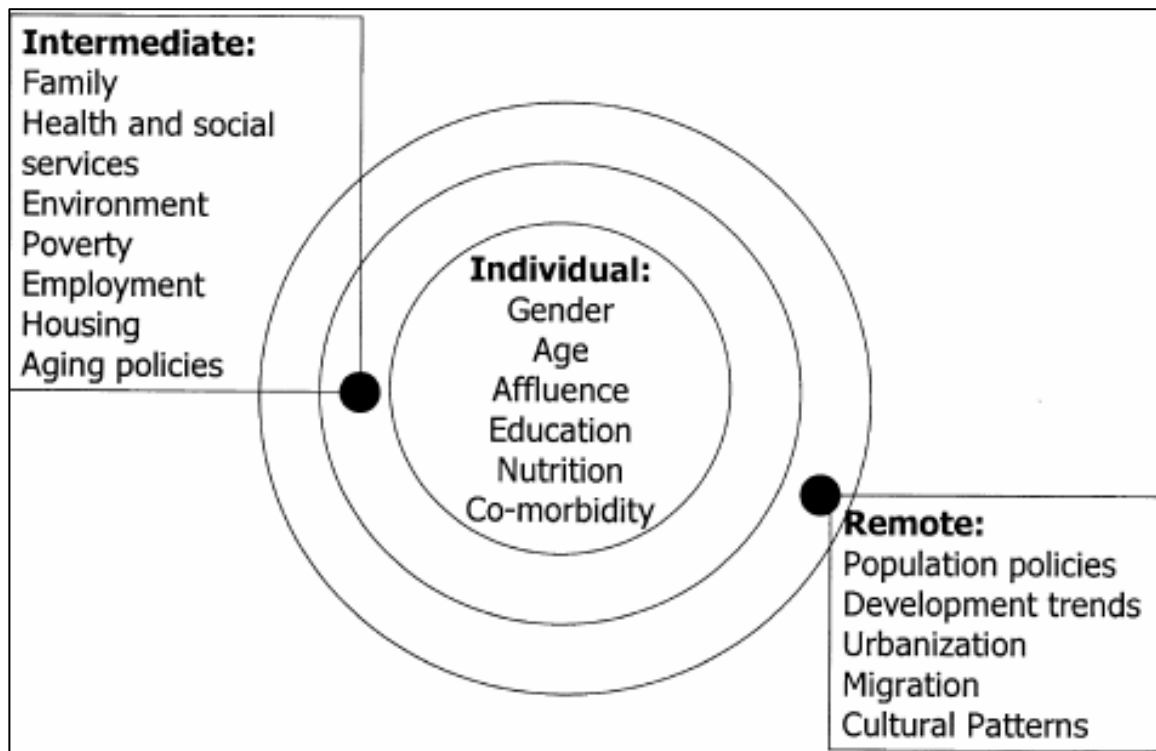 Intermediate:
Family
Health and social
services
Environment
Poverty
Employment
Housing
Aging policies
Individual:
Gender
Age
Affluence
Education
Nutrition
Co-morbidity
Remote:
Population policies
Development trends
Urbanization
Migration
Cultural Patterns